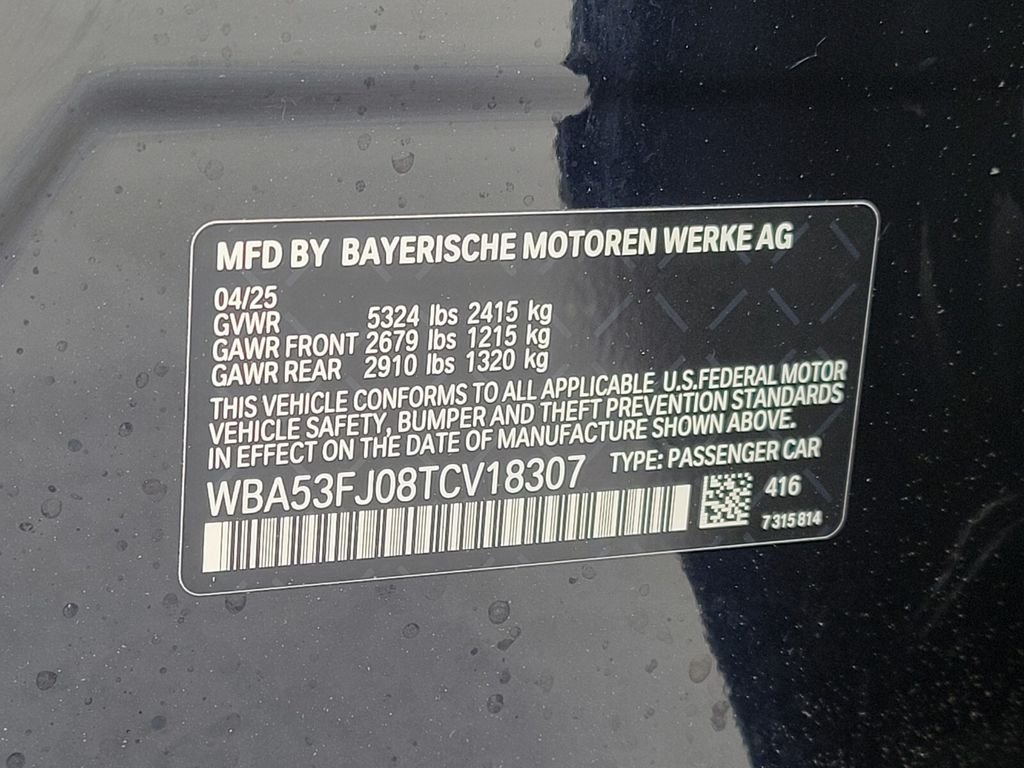 MFD BY BAYERISCHE MOTOREN WERKE AG
04/25
GVWR 5324 lbs 2415 kg
GAWR FRONT 2679 lbs 1215 kg
GAWR REAR 2910 lbs 1320 kg
THIS VEHICLE CONFORMS TO ALL APPLICABLE U.S.FEDERAL MOTOR
VEHICLE SAFETY, BUMPER AND THEFT PREVENTION STANDARDS
IN EFFECT ON THE DATE OF MANUFACTURE SHOWN ABOVE.
WBA53FJ08TCV18307 TYPE: PASSENGER CAR
416
7315814